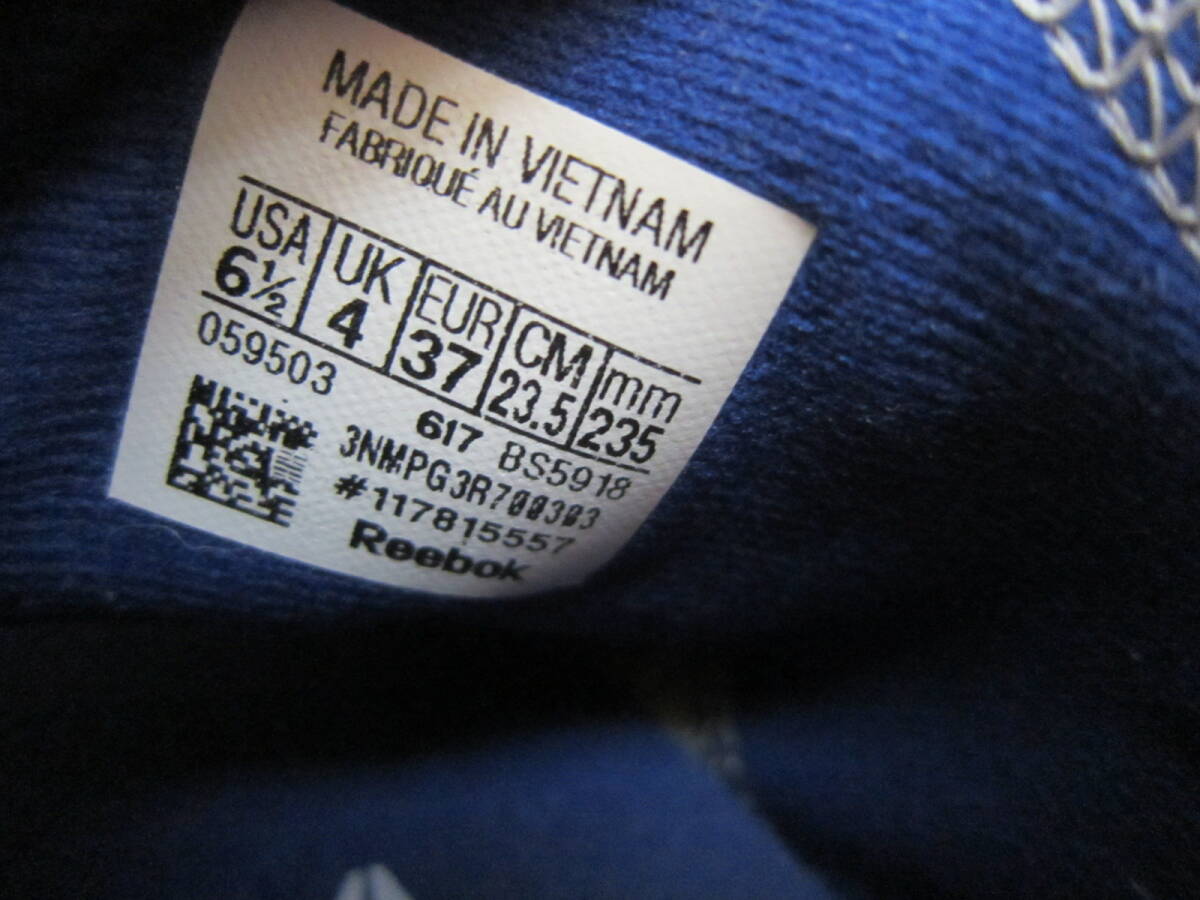 MADE IN VIETNAM
FABRIQUÉ AU VIETNAM
USA UK EUR CM mm
6½ 4 37 23.5 235
059503 617 BS5918
3NMPG3R700303
#117815557
Reebok